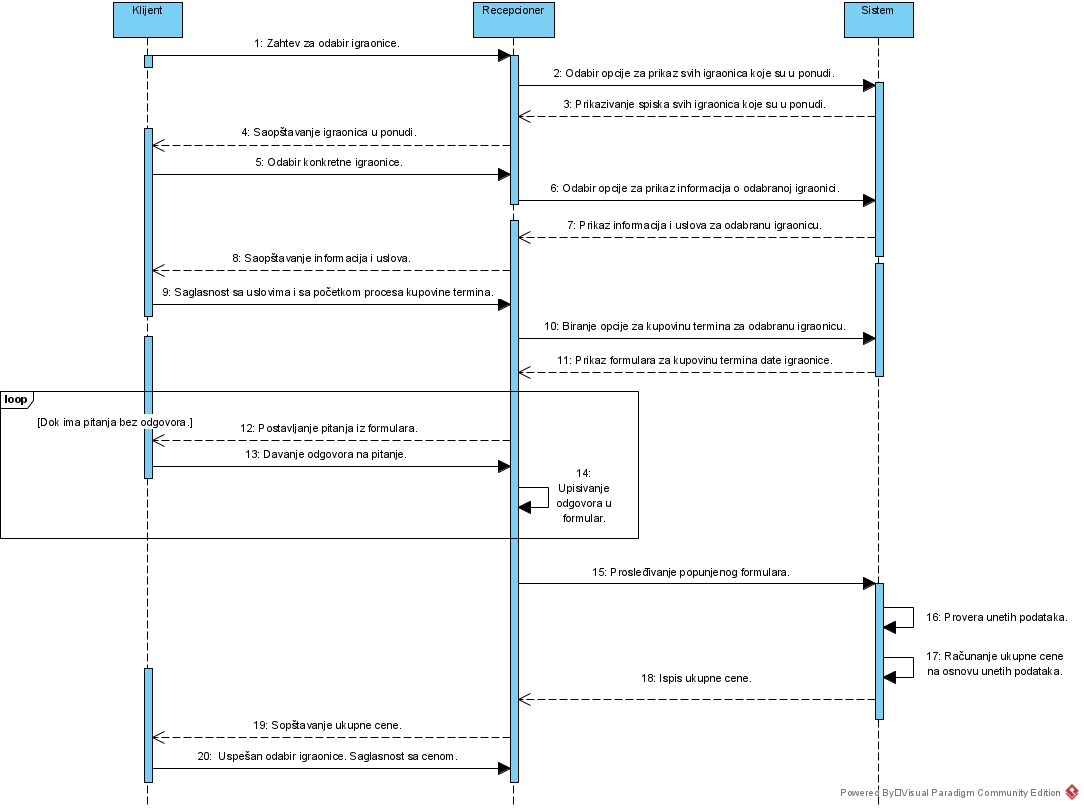 Klijent
Recepcioner
Sistem
1: Zahtev za odabir igraonice.
2: Odabir opcije za prikaz svih igraonica koje su u ponudi.
3: Prikazivanje spiska svih igraonica koje su u ponudi.
4: Saopštavanje igraonica u ponudi.
5: Odabir konkretne igraonice.
6: Odabir opcije za prikaz informacija o odabranoj igraonici.
7: Prikaz informacija i uslova za odabranu igraonicu.
8: Saopštavanje informacija i uslova.
9: Saglasnost sa uslovima i sa početkom procesa kupovine termina.
10: Biranje opcije za kupovinu termina za odabranu igraonicu.
11: Prikaz formulara za kupovinu termina date igraonice.
loop
[Dok ima pitanja bez odgovora.]
12: Postavljanje pitanja iz formulara.
13: Davanje odgovora na pitanje.
14:
Upisivanje
odgovora u
formular.
15: Prosleđivanje popunjenog formulara.
16: Provera unetih podataka.
17: Računanje ukupne cene
na osnovu unetih podataka.
18: Ispis ukupne cene.
19: Sopštavanje ukupne cene.
20: Uspešan odabir igraonice. Saglasnost sa cenom.
Powered By Visual Paradigm Community Edition